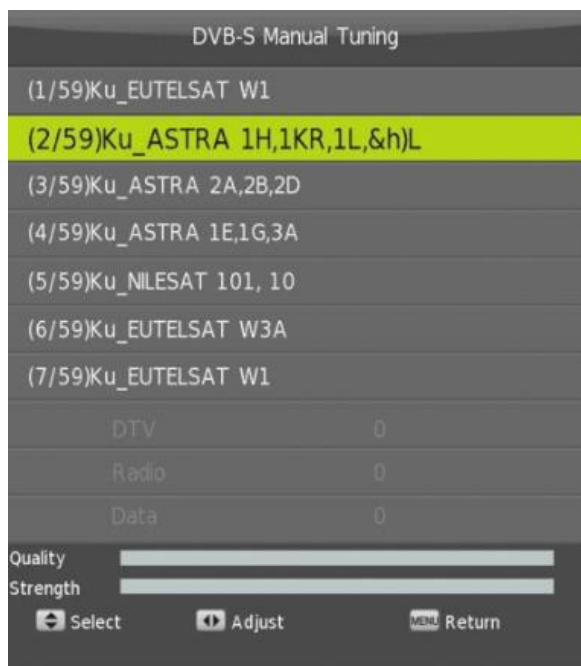 DVB-S Manual Tuning
(1/59)Ku_EUTELSAT W1
(2/59)Ku_ASTRA 1H,1KR,1L,&h)L
(3/59)Ku_ASTRA 2A,2B,2D
(4/59)Ku_ASTRA 1E,1G,3A
(5/59)Ku_NILESAT 101, 10
(6/59)Ku_EUTELSAT W3A
(7/59)Ku_EUTELSAT W1
DTV 0
Radio 0
Data 0
Quality
Strength
Select Adjust MENU Return